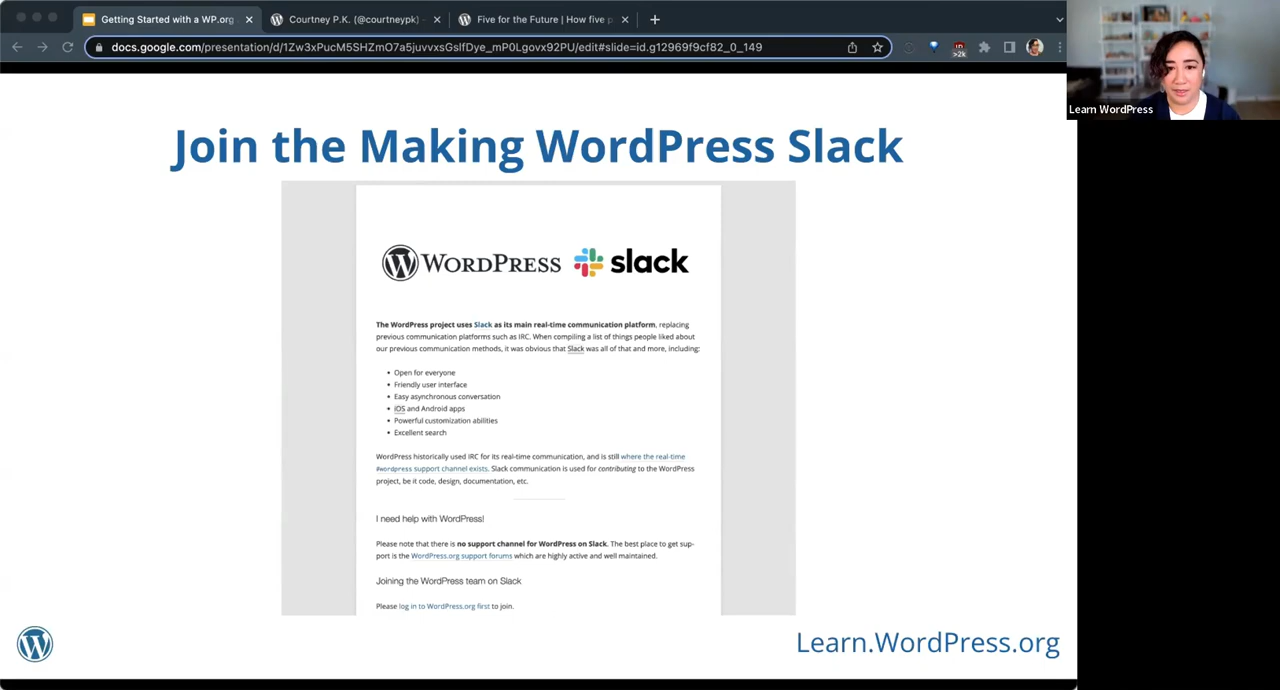 Getting Started with a WP.org
Courtney P.K. (@courtneypk)
Five for the Future | How five p
docs.google.com/presentation/d/1Zw3xPucM5SHZmO7a5juvvxsGslfDye_mP0Lgovx92PU/edit#slide=id.g12969f9cf82_0_149
>2k
Learn WordPress
Join the Making WordPress Slack
WORDPRESS slack
The WordPress project uses Slack as its main real-time communication platform, replacing
previous communication platforms such as IRC. When compiling a list of things people liked about
our previous communication methods, it was obvious that Slack was all of that and more, including:
• Open for everyone
• Friendly user interface
• Easy asynchronous conversation
• iOS and Android apps
• Powerful customization abilities
• Excellent search
WordPress historically used IRC for its real-time communication, and is still where the real-time
#wordpress support channel exists. Slack communication is used for contributing to the WordPress
project, be it code, design, documentation, etc.
I need help with WordPress!
Please note that there is no support channel for WordPress on Slack. The best place to get sup-
port is the WordPress.org support forums which are highly active and well maintained.
Joining the WordPress team on Slack
Please log in to WordPress.org first to join.
Learn.WordPress.org